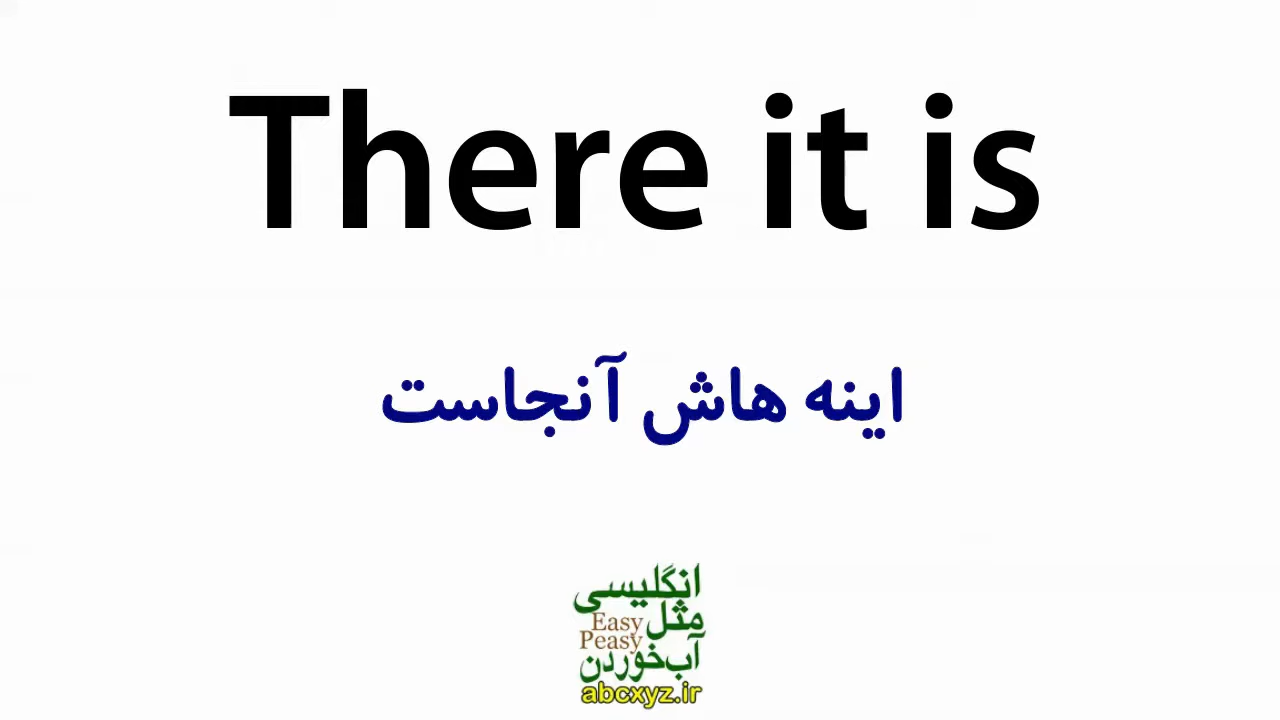 There it is
اینه هاش آنجاست
انگلیسی
مثل Easy
Peasy
آب‌خوردن
abcxyz.ir